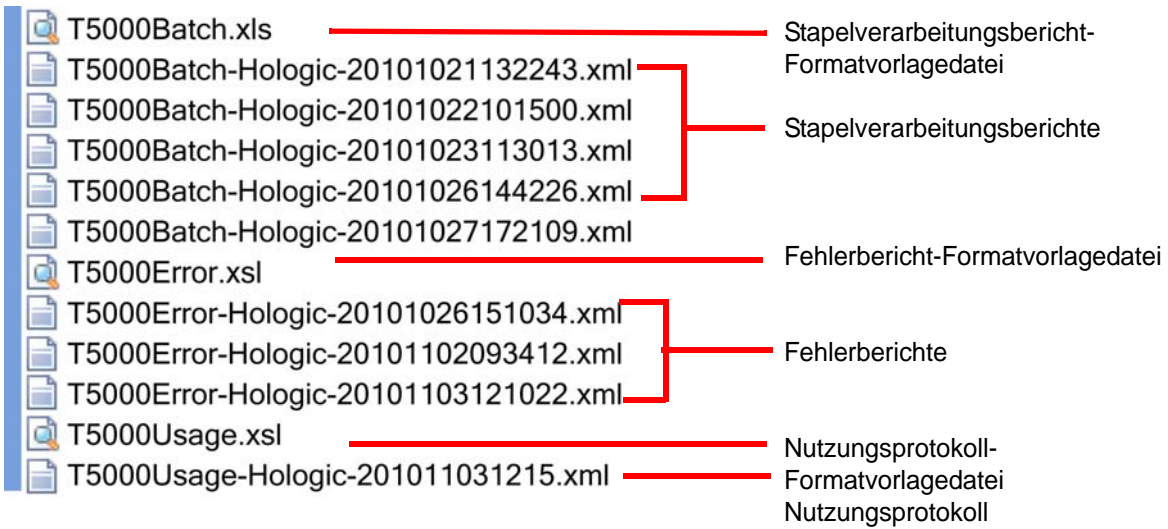 T5000Batch.xls
T5000Batch-Hologic-20101021132243.xml
T5000Batch-Hologic-20101022101500.xml
T5000Batch-Hologic-20101023113013.xml
T5000Batch-Hologic-20101026144226.xml
T5000Batch-Hologic-20101027172109.xml
T5000Error.xsl
T5000Error-Hologic-20101026151034.xml
T5000Error-Hologic-20101102093412.xml
T5000Error-Hologic-20101103121022.xml
T5000Usage.xsl
T5000Usage-Hologic-201011031215.xml
Stapelverarbeitungsbericht-
Formatvorlagedatei
Stapelverarbeitungsberichte
Fehlerbericht-Formatvorlagedatei
Fehlerberichte
Nutzungsprotokoll-
Formatvorlagedatei
Nutzungsprotokoll